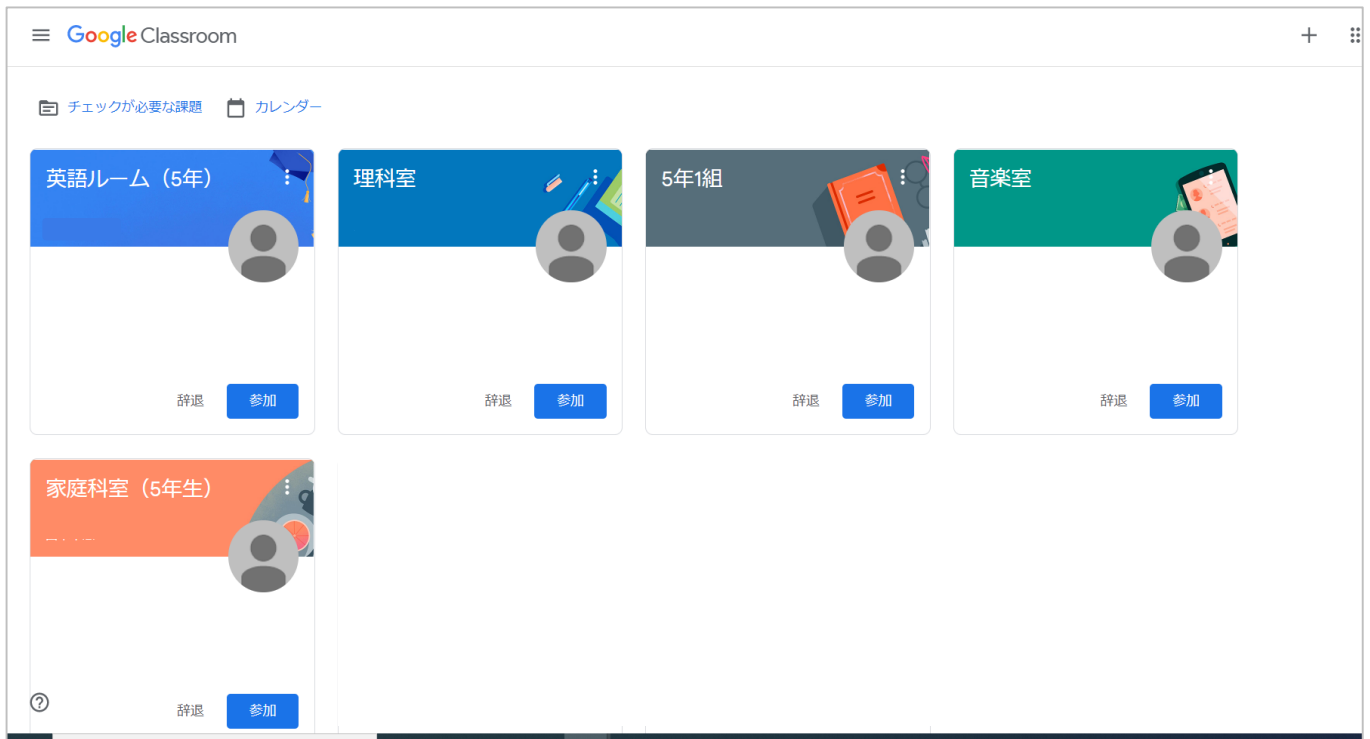 Google Classroom
チェックが必要な課題 カレンダー
英語ルーム（5年）
理科室
5年1組
音楽室
辞退 参加
辞退 参加
辞退 参加
辞退 参加
家庭科室（5年生）
辞退 参加